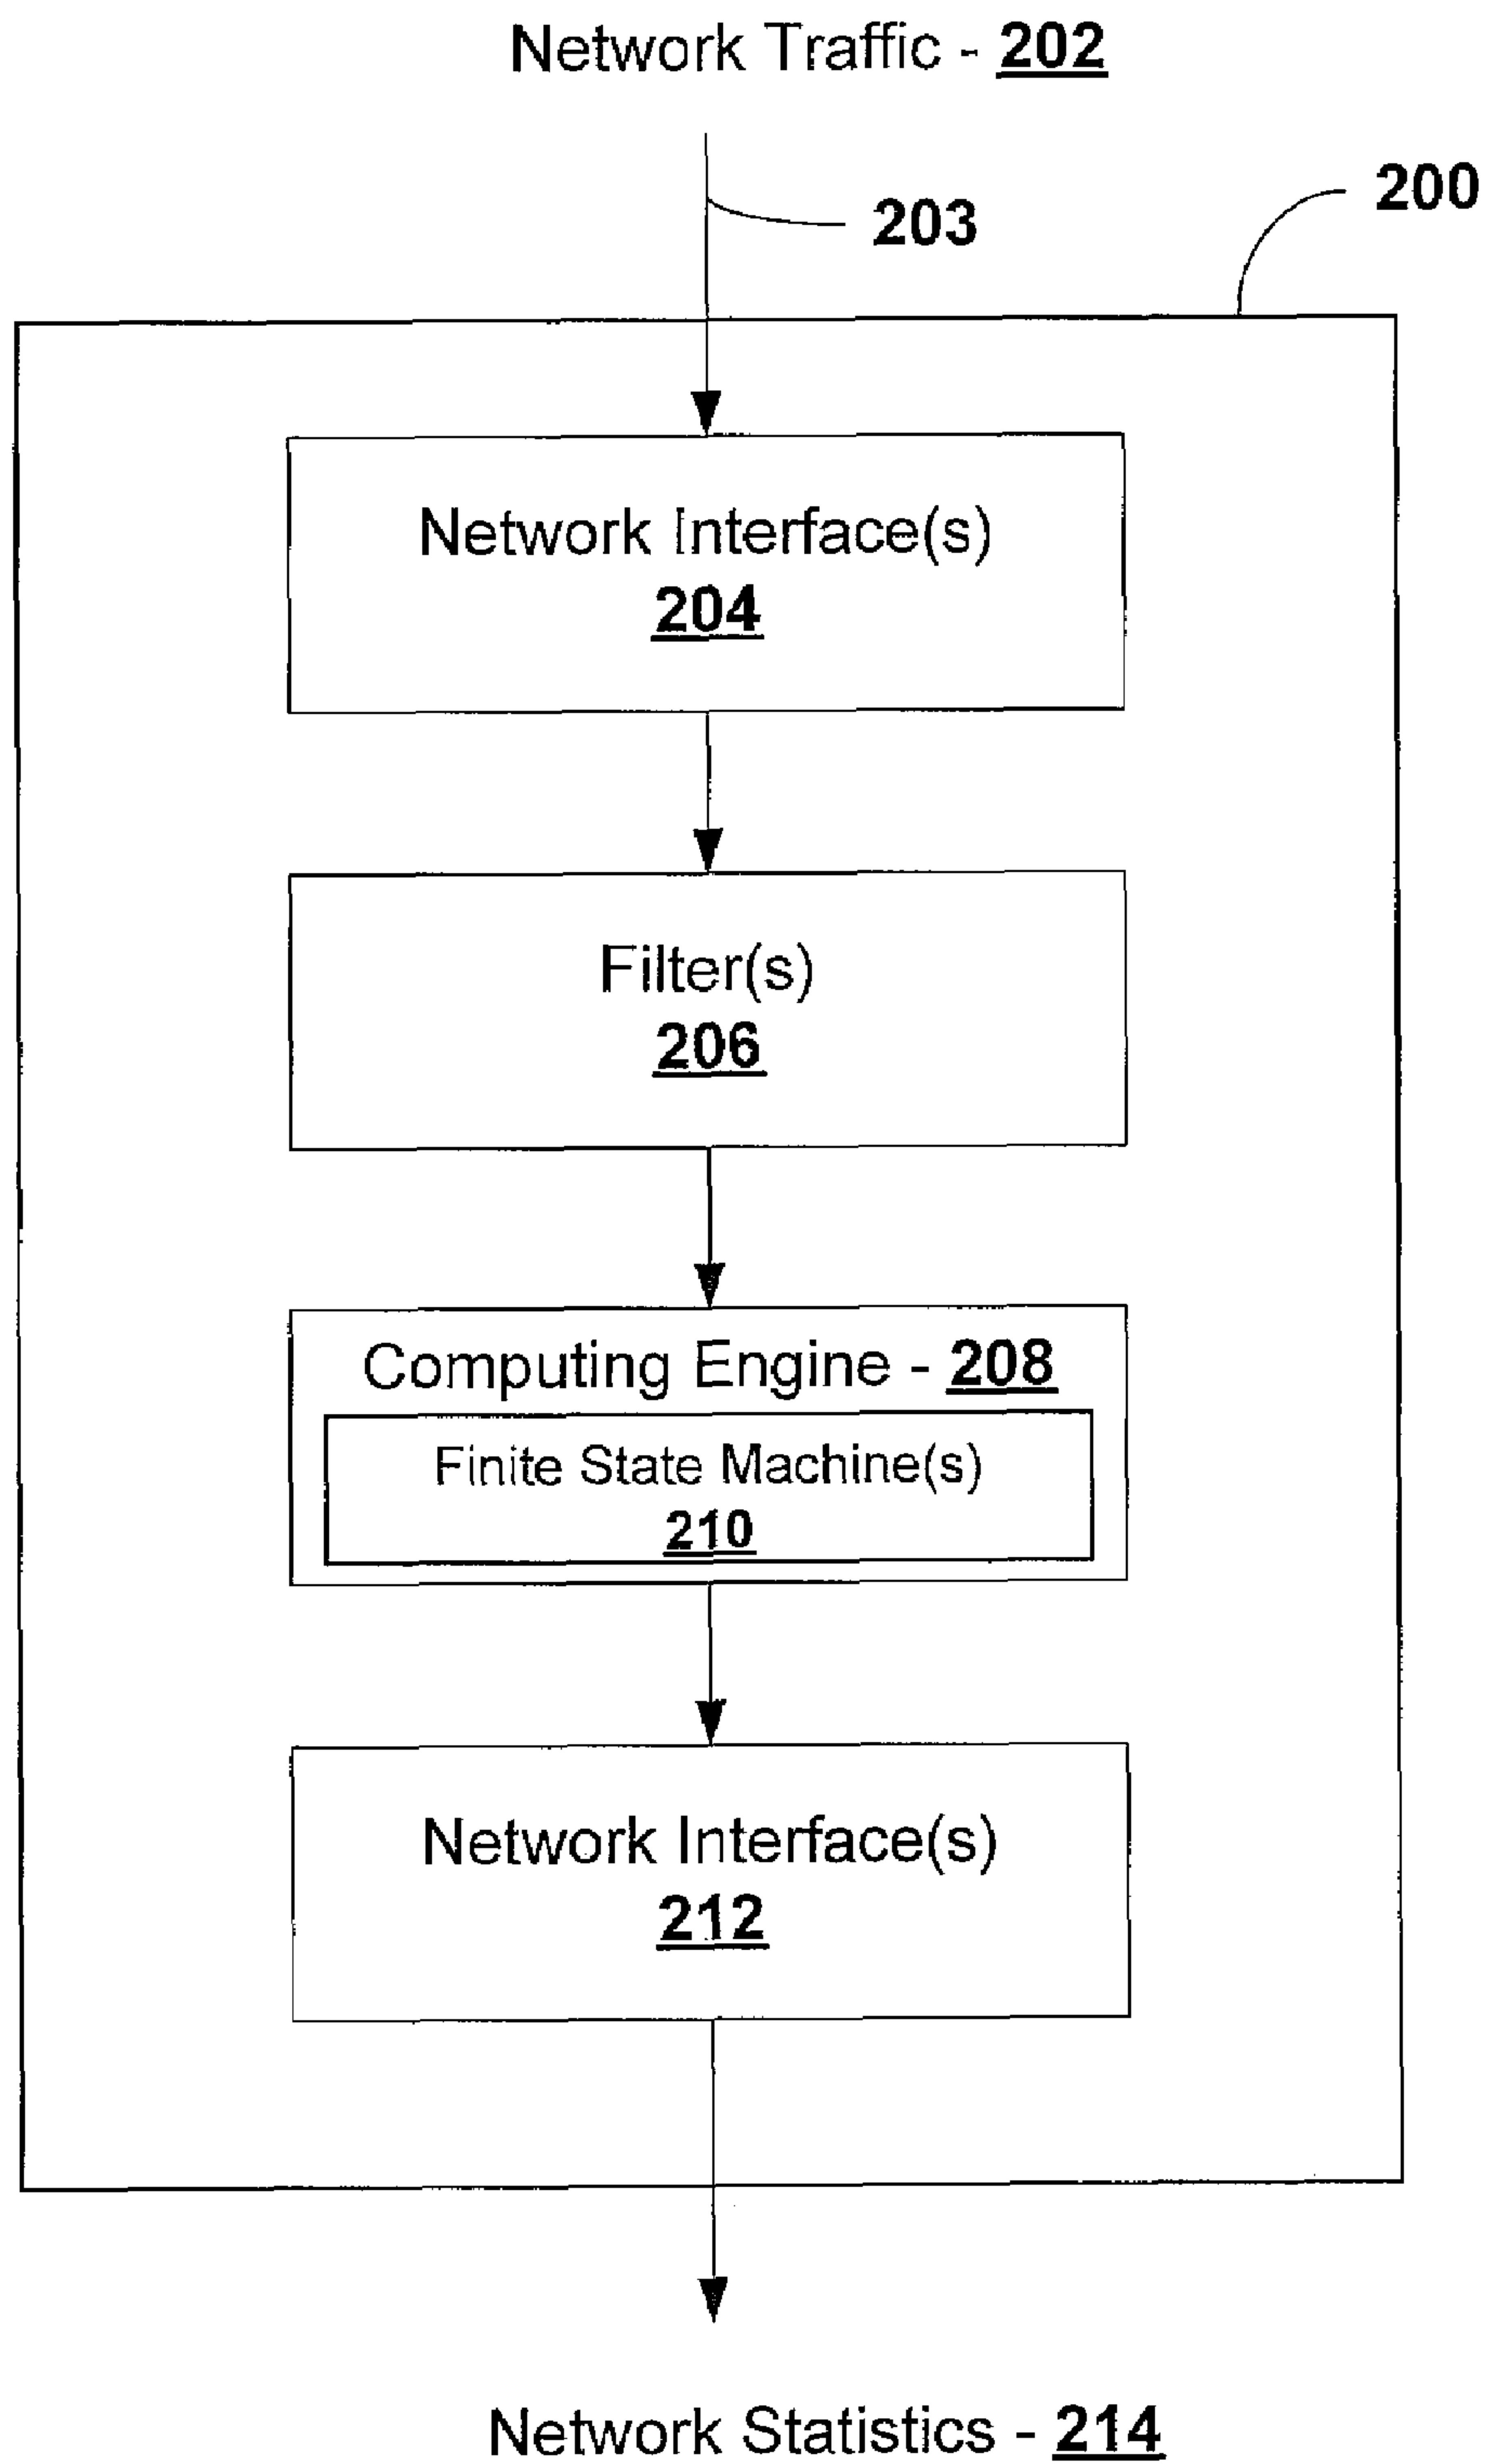 Network Traffic - 202
200
203
Network Interface(s)
204
Filter(s)
206
Computing Engine - 208
Finite State Machine(s)
210
Network Interface(s)
212
Network Statistics - 214